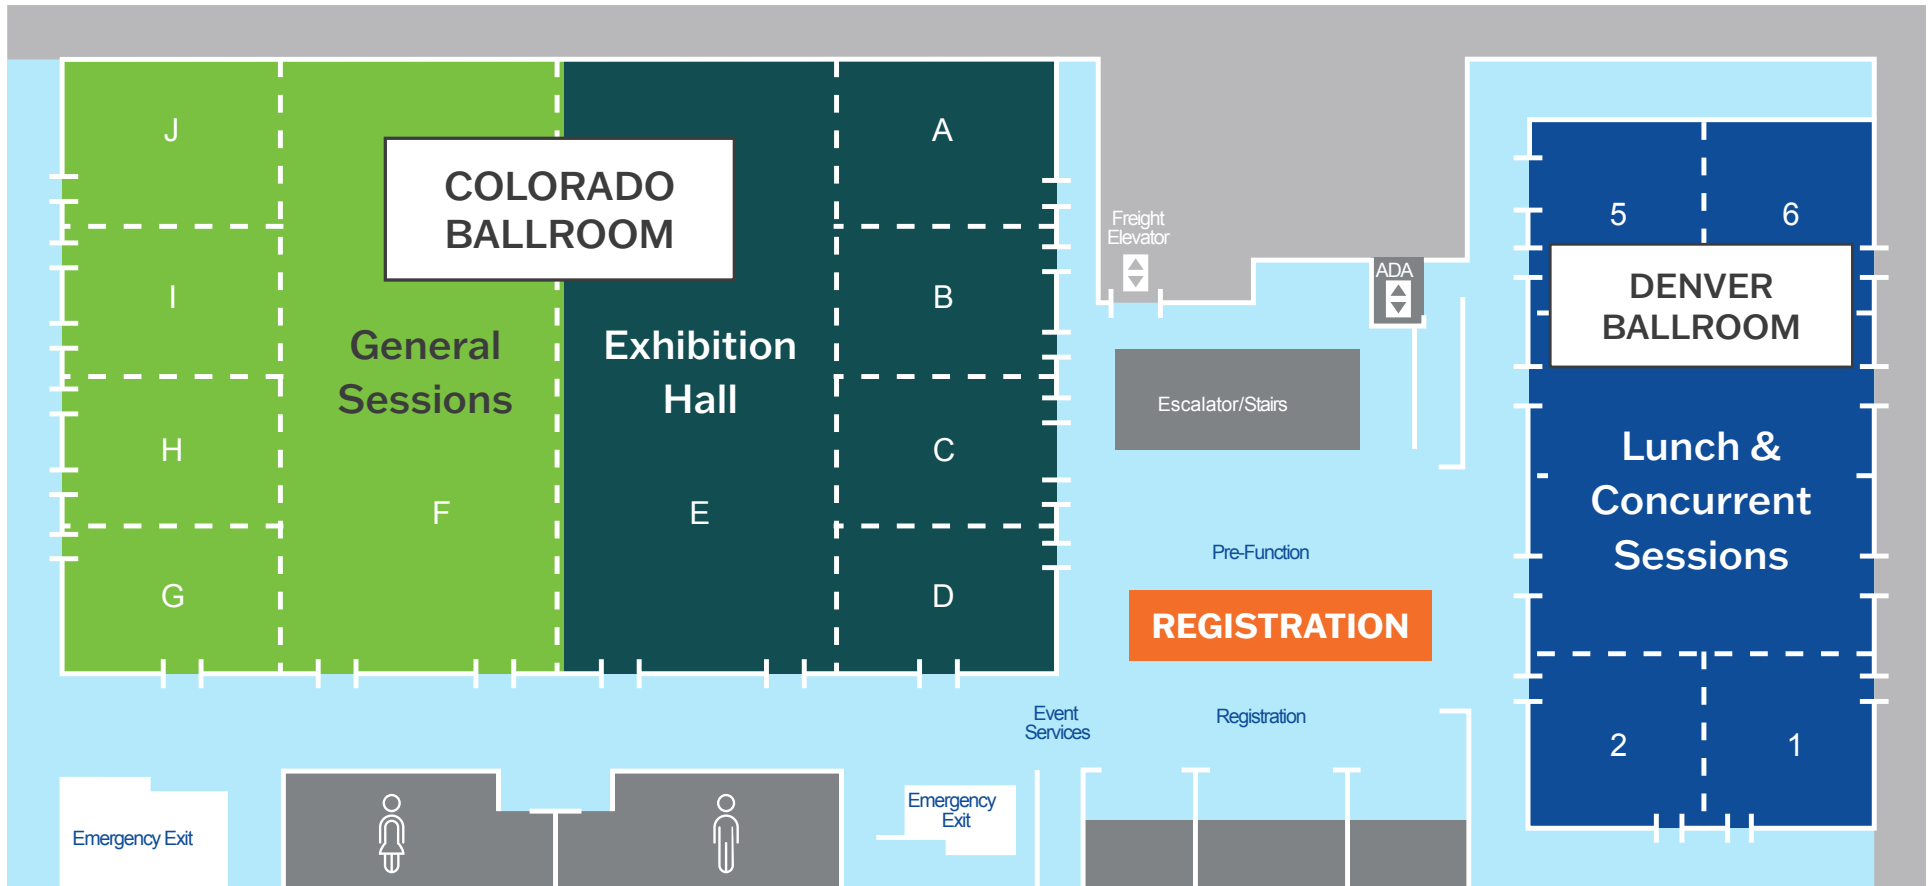 J
COLORADO
BALLROOM
A
I
B
General
Sessions
Exhibition
Hall
H
C
F
E
G
D
Freight
Elevator
ADA
Escalator/Stairs
Pre-Function
REGISTRATION
Event
Services
Registration
5
6
DENVER
BALLROOM
Lunch &
Concurrent
Sessions
2
1
Emergency Exit
Emergency
Exit